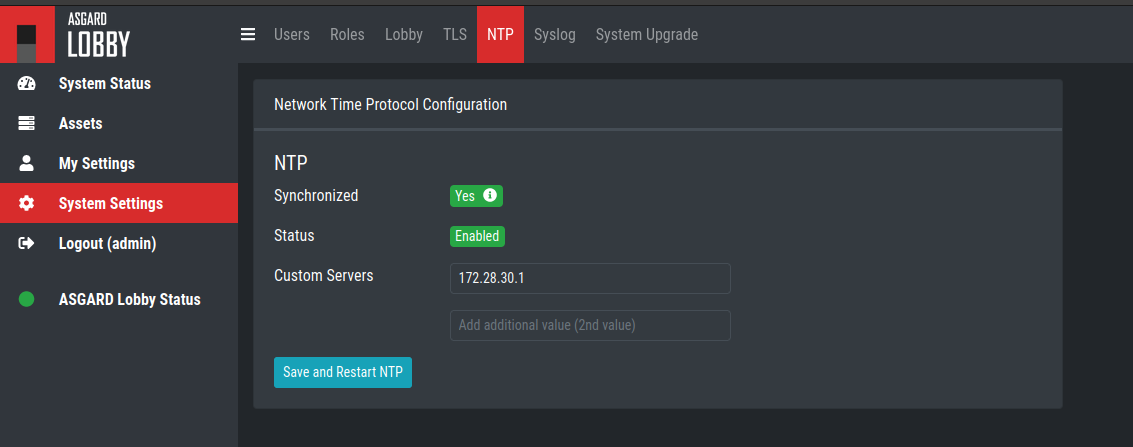 ASGARD
LOBBY
Users Roles Lobby TLS NTP Syslog System Upgrade
System Status
Assets
My Settings
System Settings
Logout (admin)
ASGARD Lobby Status
Network Time Protocol Configuration
NTP
Synchronized Yes
Status Enabled
Custom Servers 172.28.30.1
Add additional value (2nd value)
Save and Restart NTP